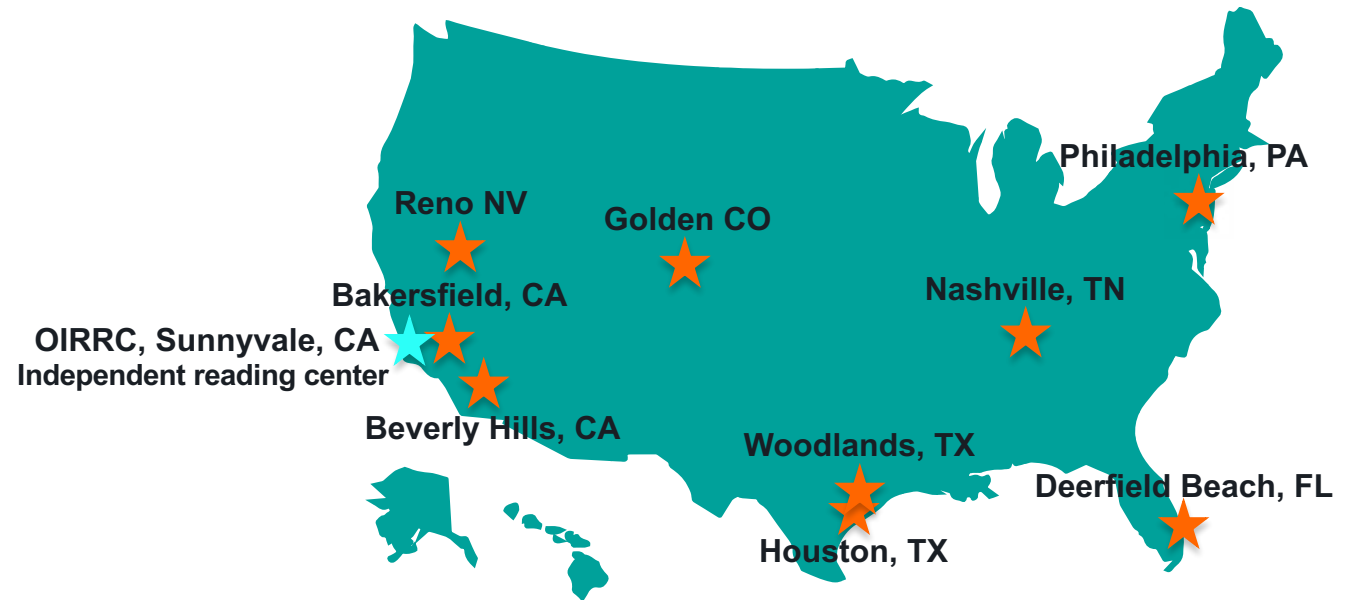 Philadelphia, PA
Reno NV
Golden CO
Bakersfield, CA
Nashville, TN
OIRRC, Sunnyvale, CA
Independent reading center
Beverly Hills, CA
Woodlands, TX
Deerfield Beach, FL
Houston, TX